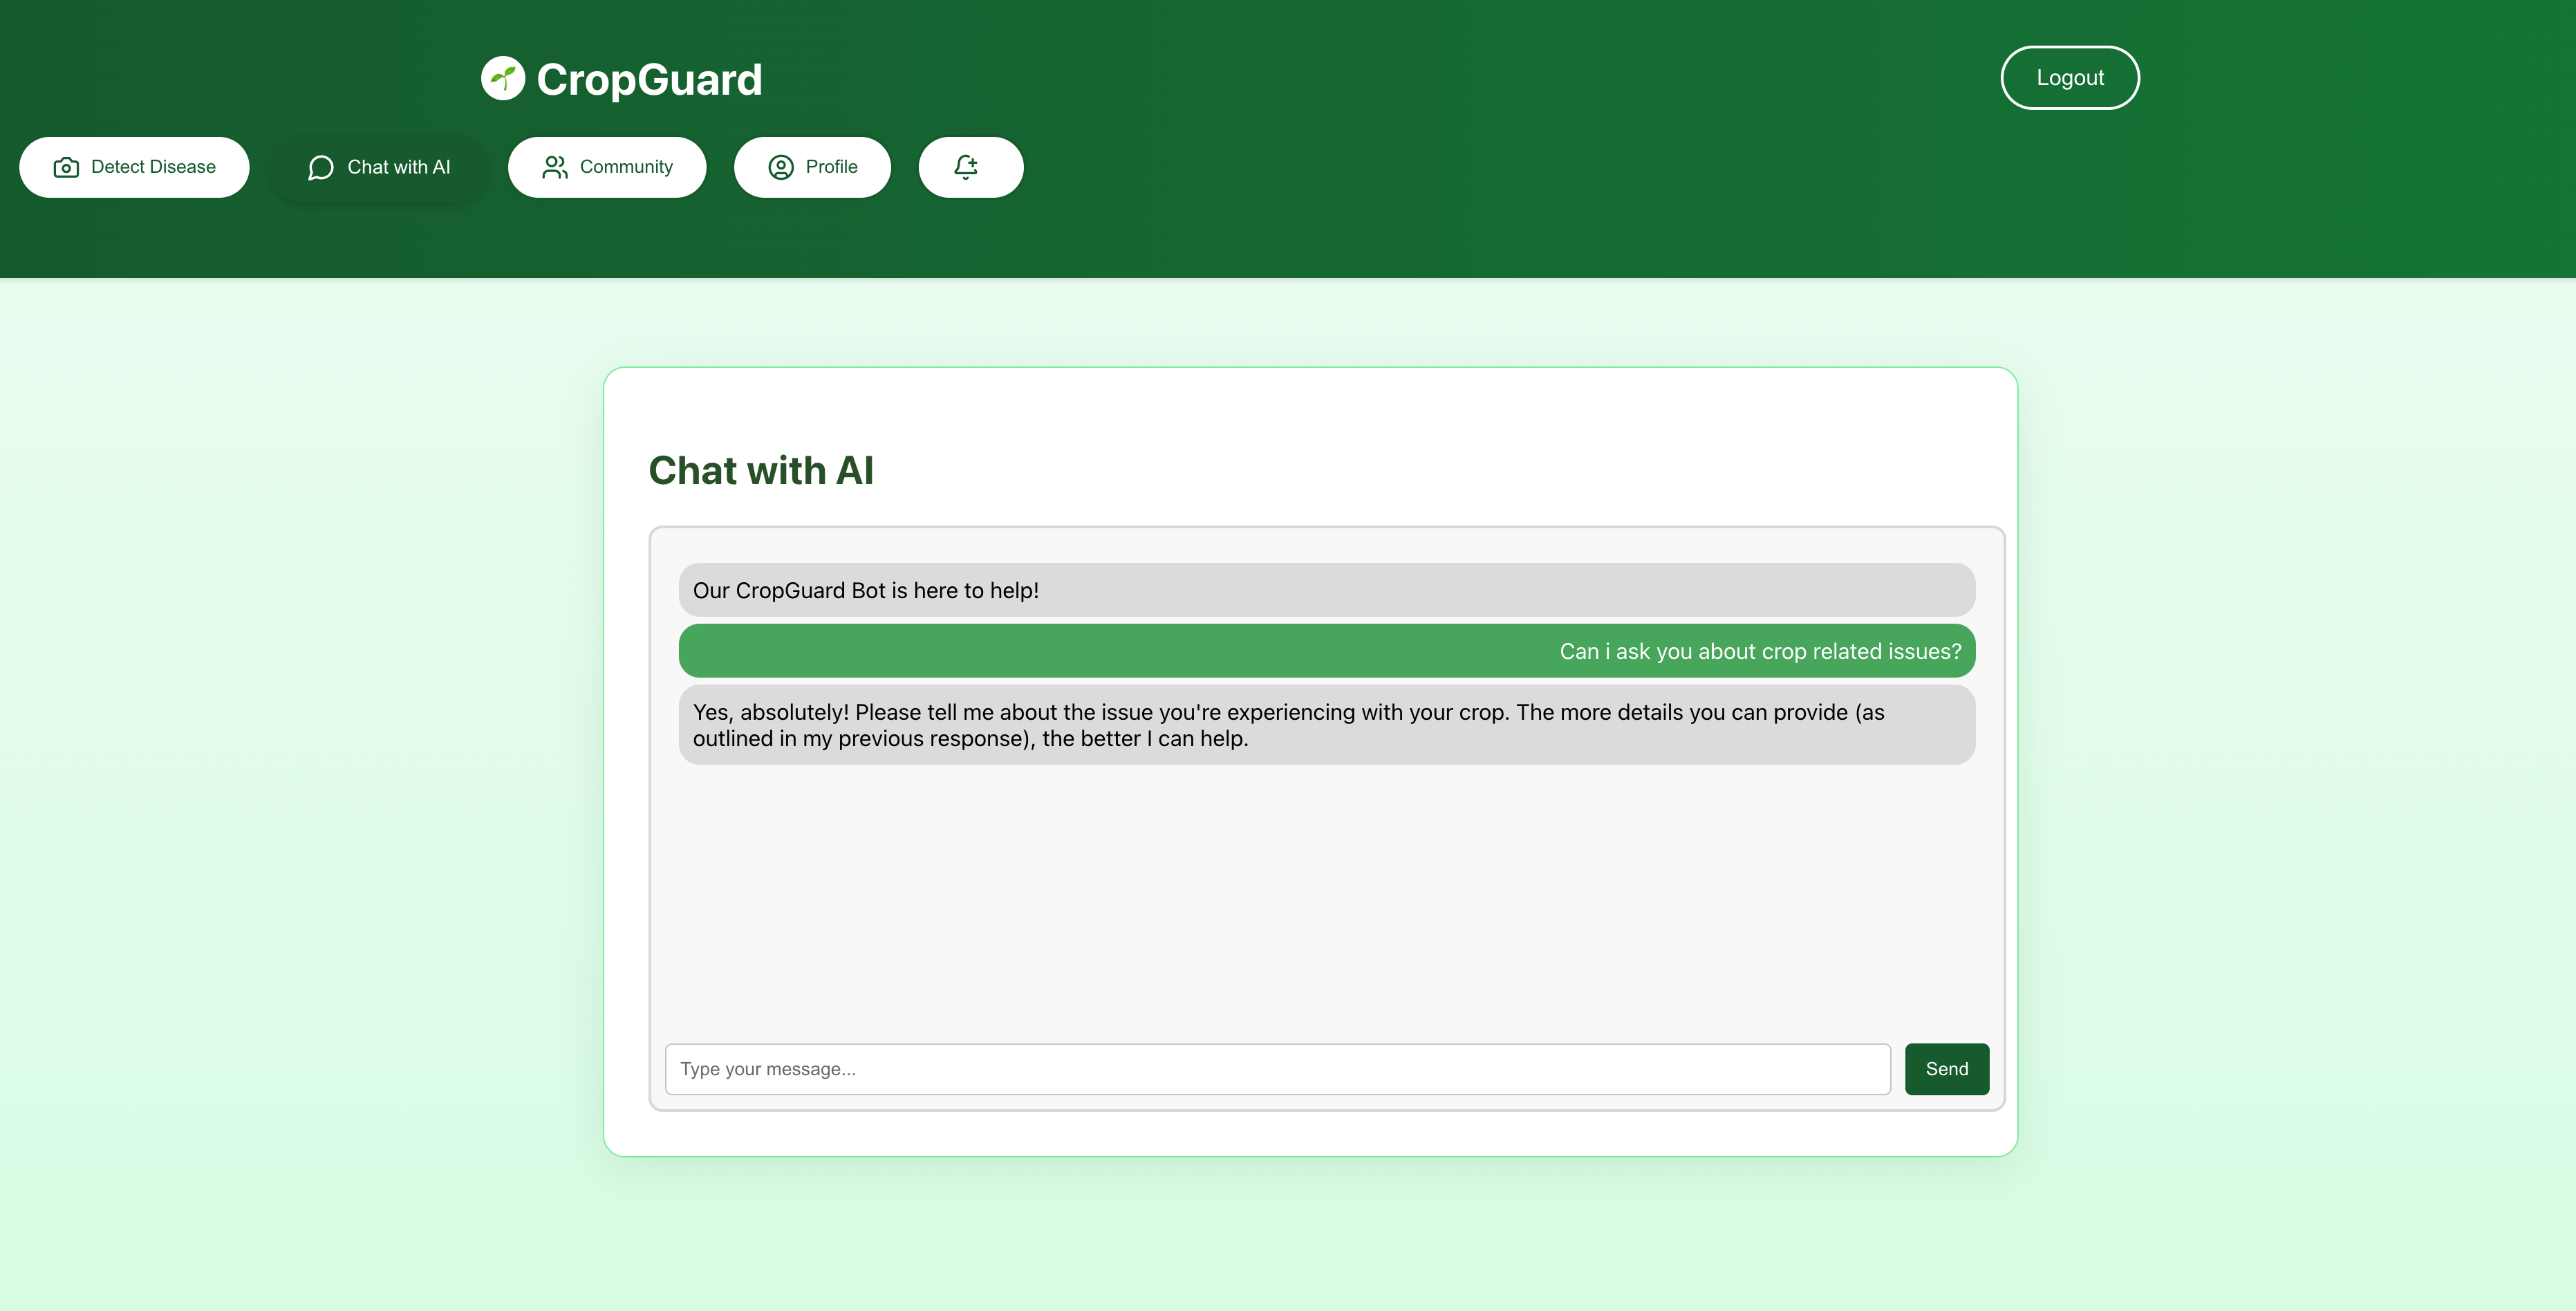 CropGuard
Logout
Detect Disease
Chat with AI
Community
Profile
Chat with AI
Our CropGuard Bot is here to help!
Can i ask you about crop related issues?
Yes, absolutely! Please tell me about the issue you're experiencing with your crop. The more details you can provide (as
outlined in my previous response), the better I can help.
Type your message...
Send